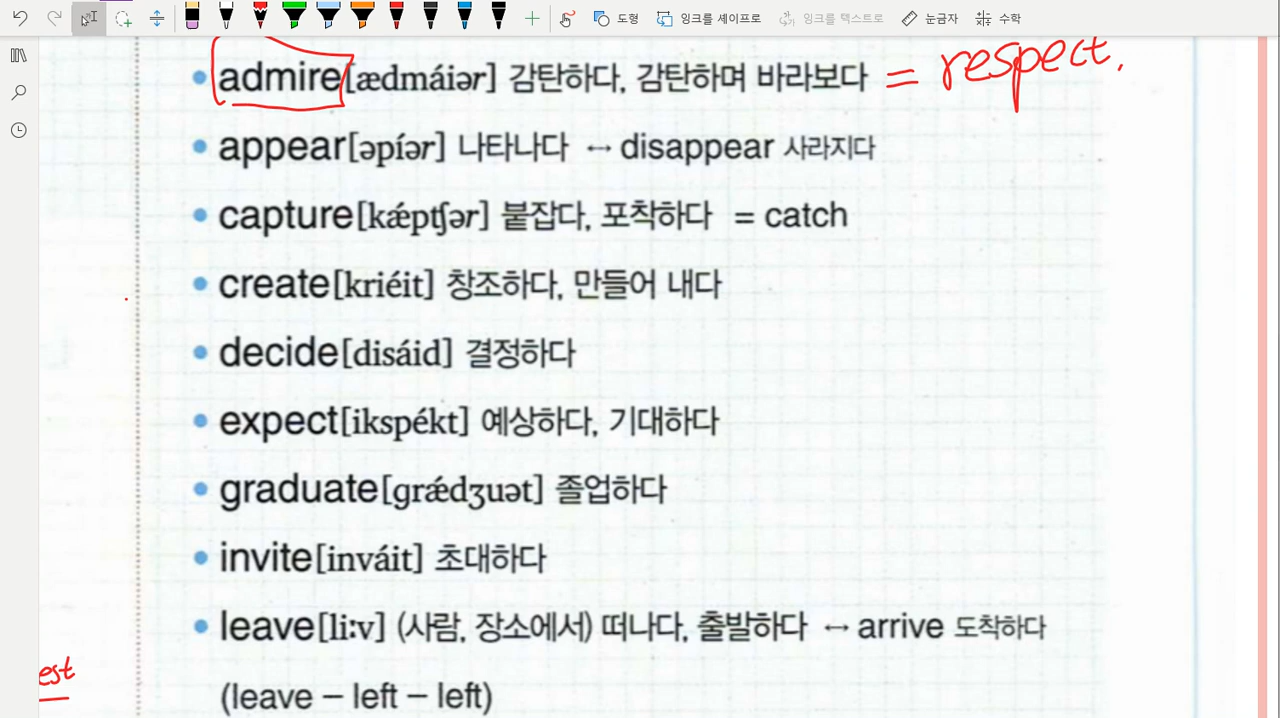 도형 잉크를 셰이프로 잉크를 텍스트로 눈금자 수학
admire[ædmáiər] 감탄하다, 감탄하며 바라보다 = respect.
appear[əpíər] 나타나다 ↔ disappear 사라지다
capture[kǽptʃər] 붙잡다, 포착하다 = catch
create[kriéit] 창조하다, 만들어 내다
decide[disáid] 결정하다
expect[ikspékt] 예상하다, 기대하다
graduate[grǽdʒuət] 졸업하다
invite[inváit] 초대하다
leave[li:v] (사람, 장소에서) 떠나다, 출발하다 ↔ arrive 도착하다
est
(leave – left – left)